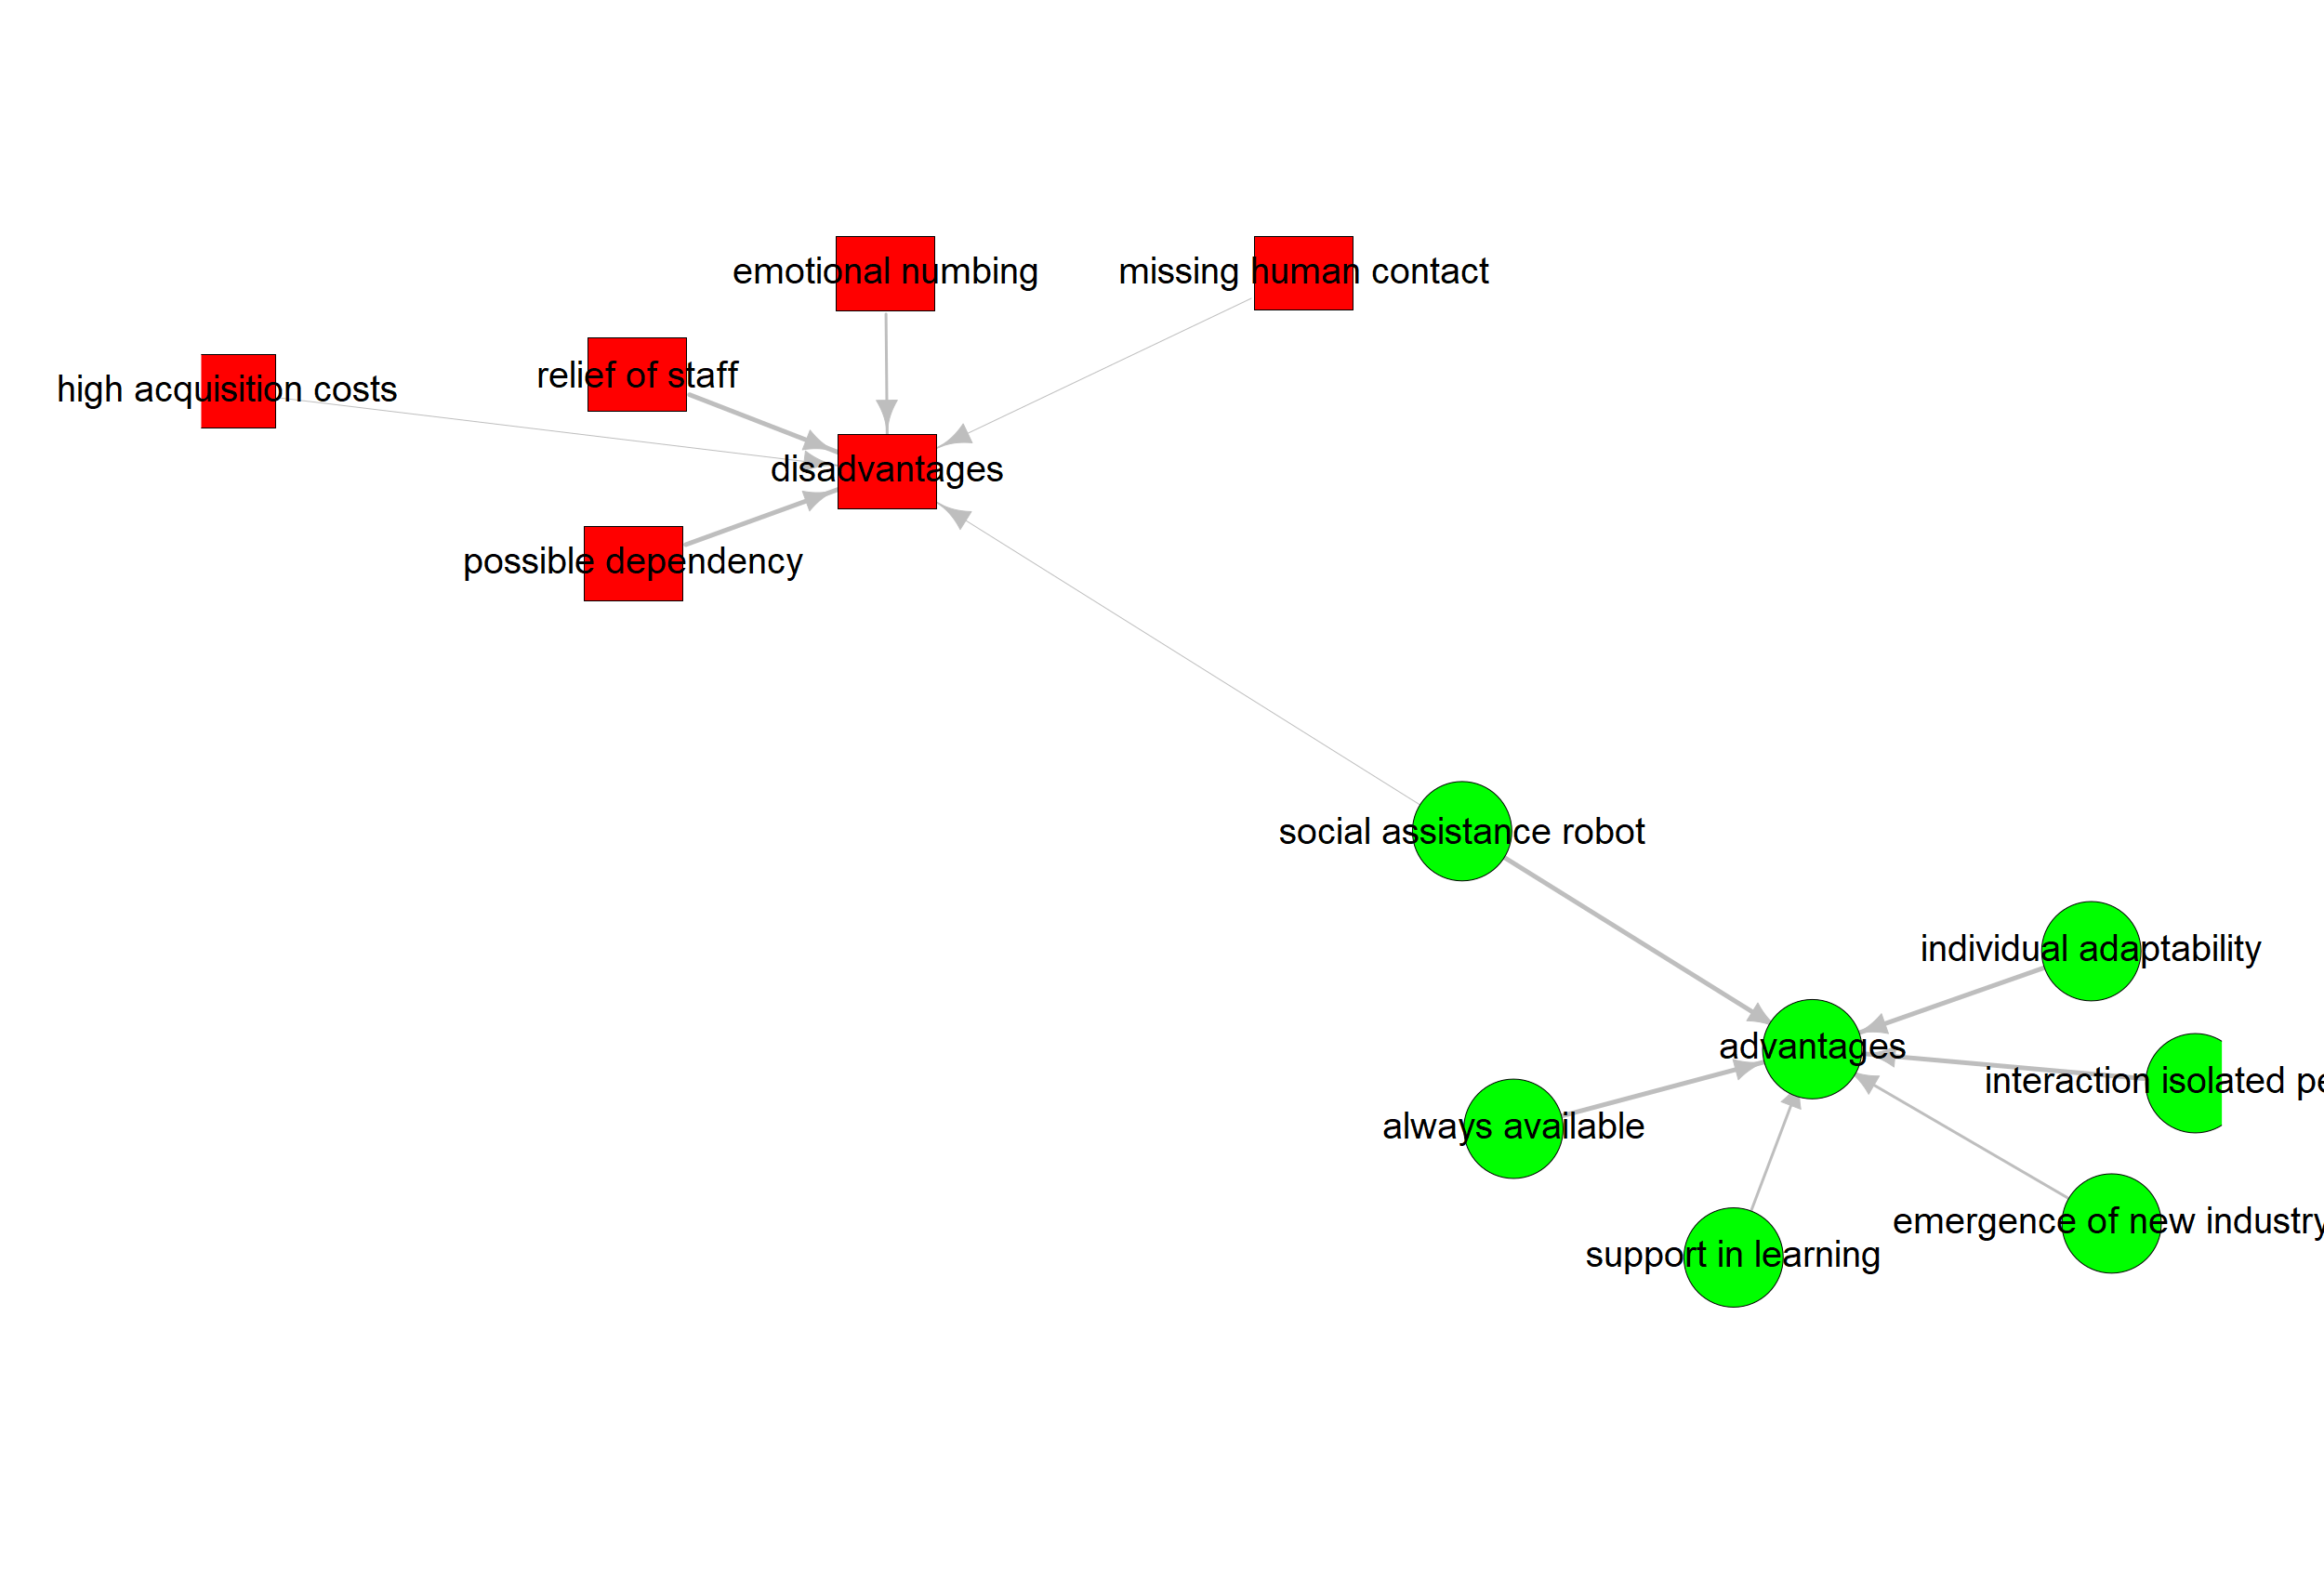 emotional numbing
missing human contact
relief of staff
high acquisition costs
disadvantages
possible dependency
social assistance robot
individual adaptability
advantages
interaction isolated
always available
emergence of new industry
support in learning